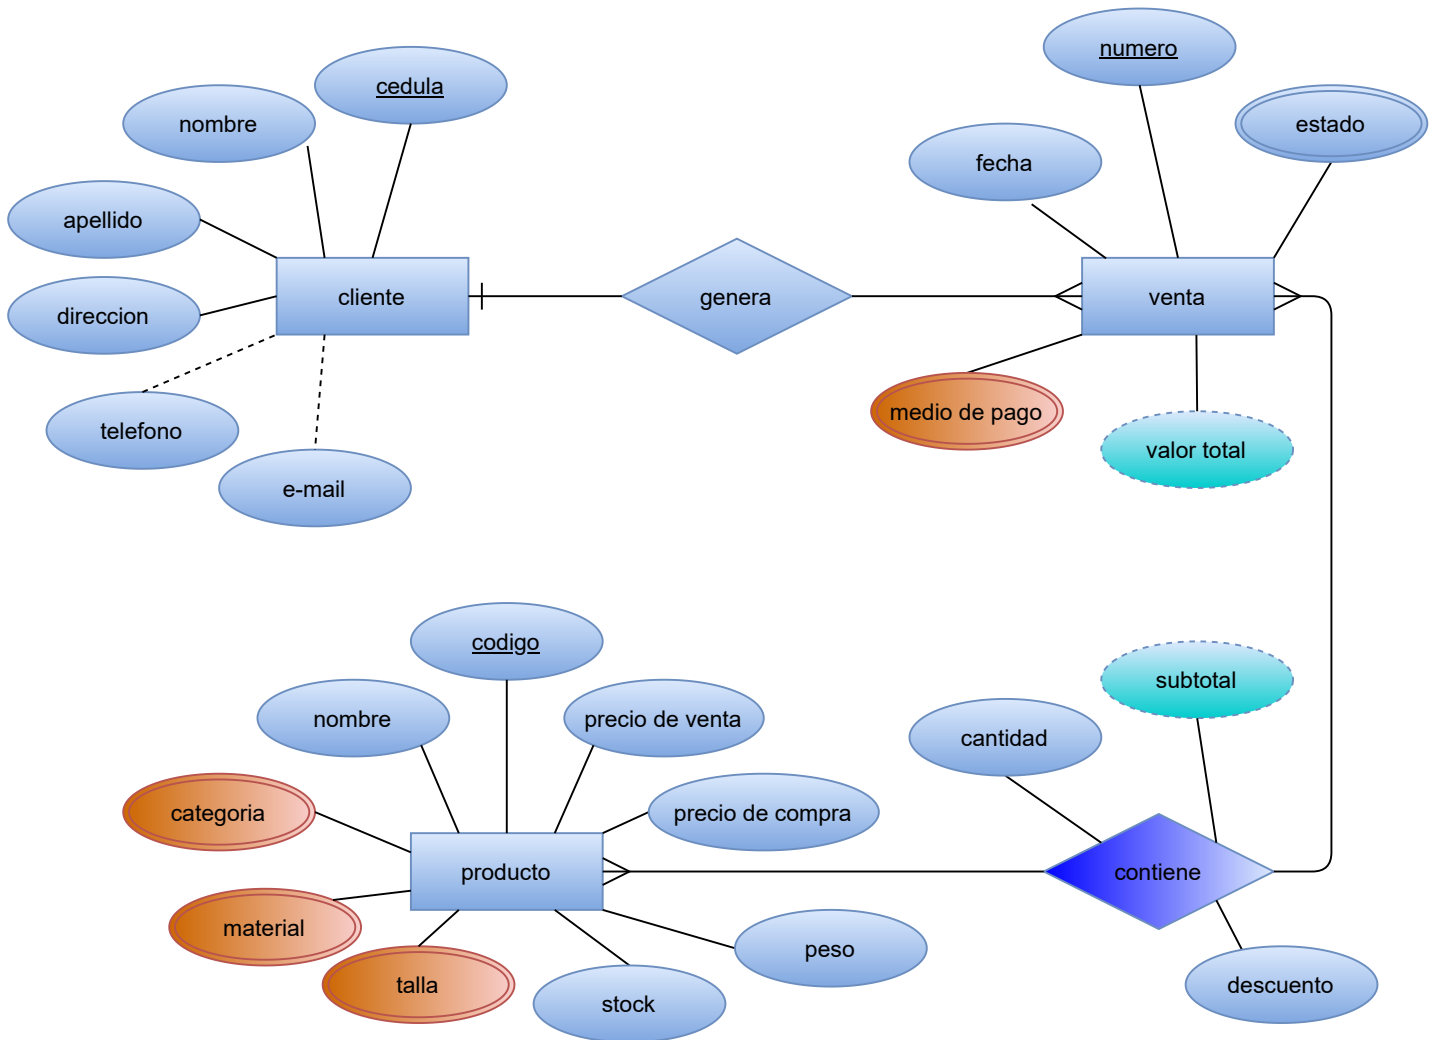 numero
cedula
nombre
estado
fecha
apellido
cliente
genera
venta
direccion
medio de pago
telefono
valor total
e-mail
codigo
subtotal
nombre
precio de venta
cantidad
categoria
precio de compra
producto
contiene
material
peso
talla
descuento
stock